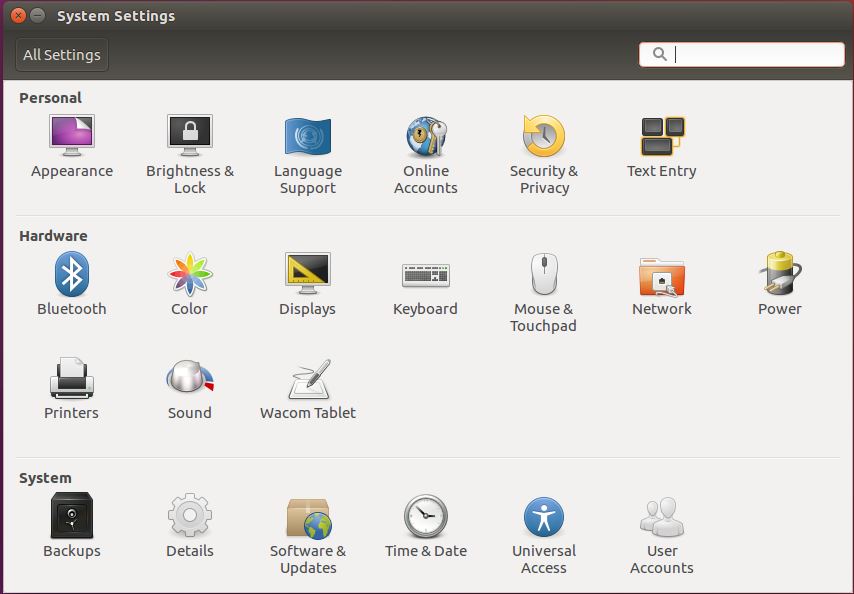 System Settings
All Settings
Personal
Appearance
Brightness &
Lock
Language
Support
Online
Accounts
Security &
Privacy
Text Entry
Hardware
Bluetooth
Color
Displays
Keyboard
Mouse &
Touchpad
Network
Power
Printers
Sound
Wacom Tablet
System
Backups
Details
Software &
Updates
Time & Date
Universal
Access
User
Accounts